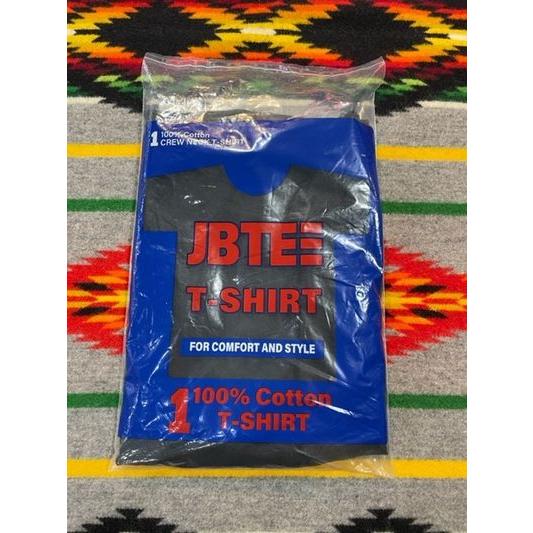 1 100% Cotton
CREW NECK T-SHIRT
JBTEE
T-SHIRT
FOR COMFORT AND STYLE
1 100% Cotton
T-SHIRT